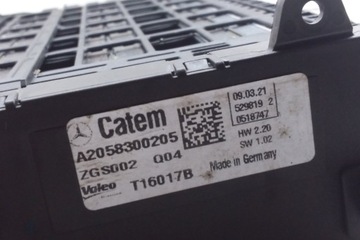 Catem
A2058300205
ZGS002 Q04
Valeo T16017B
09.03.21
529819 2
0518747
HW 2.20
SW 1.02
Made in Germany